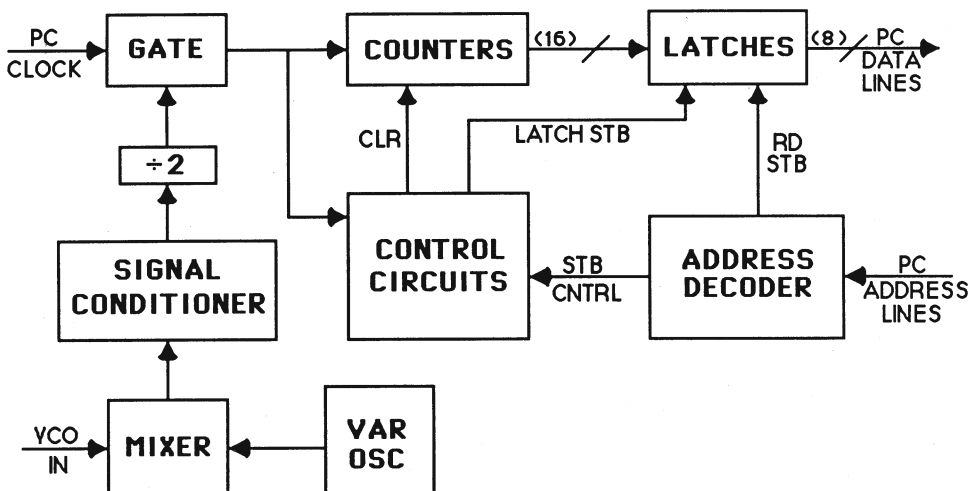 PC
CLOCK
GATE
COUNTERS
(16)
LATCHES
(8)
PC
DATA
LINES
÷2
CLR
LATCH STB
RD
STB
SIGNAL
CONDITIONER
CONTROL
CIRCUITS
STB
CNTRL
ADDRESS
DECODER
PC
ADDRESS
LINES
VCO
IN
MIXER
VAR
OSC